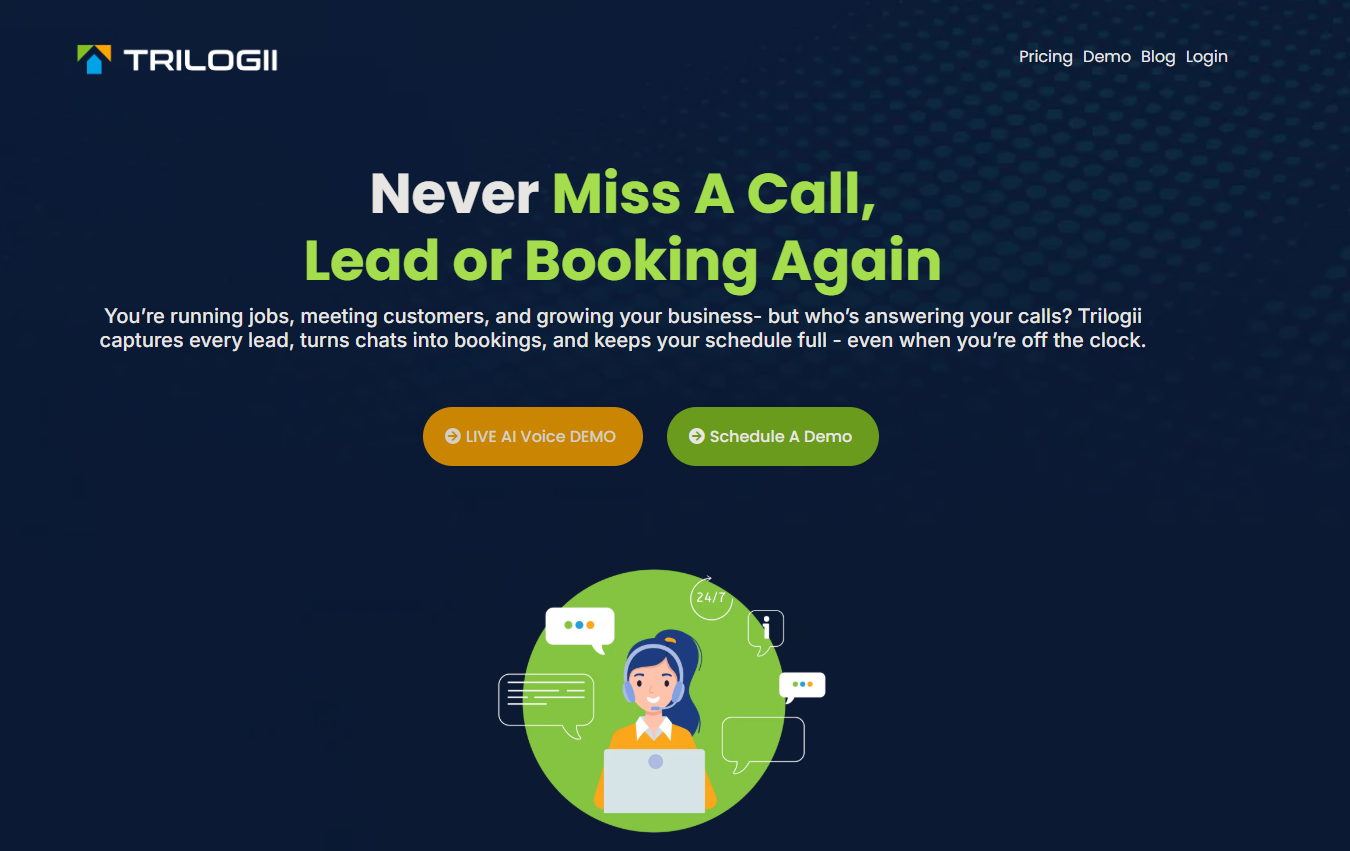 TRILOGII
Pricing Demo Blog Login
Never Miss A Call,
Lead or Booking Again
You’re running jobs, meeting customers, and growing your business- but who’s answering your calls? Trilogii
captures every lead, turns chats into bookings, and keeps your schedule full - even when you’re off the clock.
LIVE AI Voice DEMO
Schedule A Demo
24/7
i